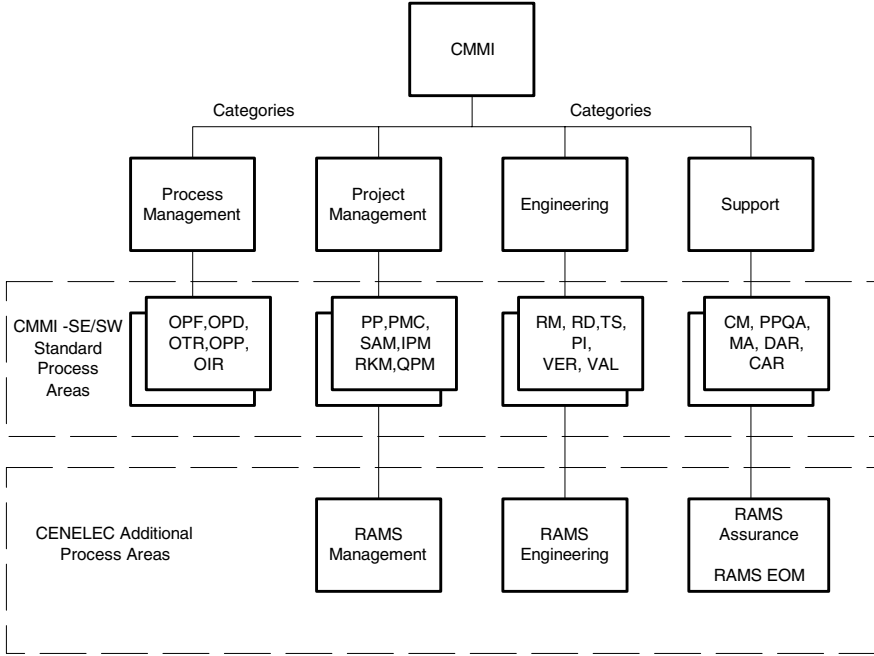 CMMI
Categories
Categories
Process
Management
Project
Management
Engineering
Support
CMMI -SE/SW
Standard
Process
Areas
OPF,OPD,
OTR,OPP,
OIR
PP,PMC,
SAM,IPM
RKM,QPM
RM, RD,TS,
PI,
VER, VAL
CM, PPQA,
MA, DAR,
CAR
CENELEC Additional
Process Areas
RAMS
Management
RAMS
Engineering
RAMS
Assurance
RAMS EOM